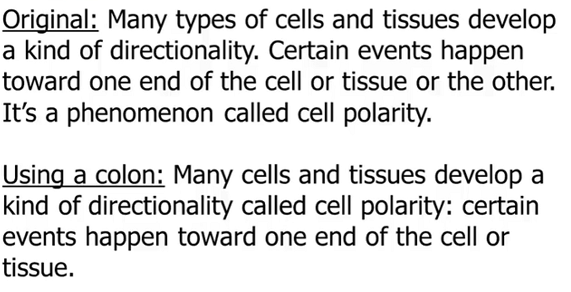 Original: Many types of cells and tissues develop
a kind of directionality. Certain events happen
toward one end of the cell or tissue or the other.
It's a phenomenon called cell polarity.
Using a colon: Many cells and tissues develop a
kind of directionality called cell polarity: certain
events happen toward one end of the cell or
tissue.